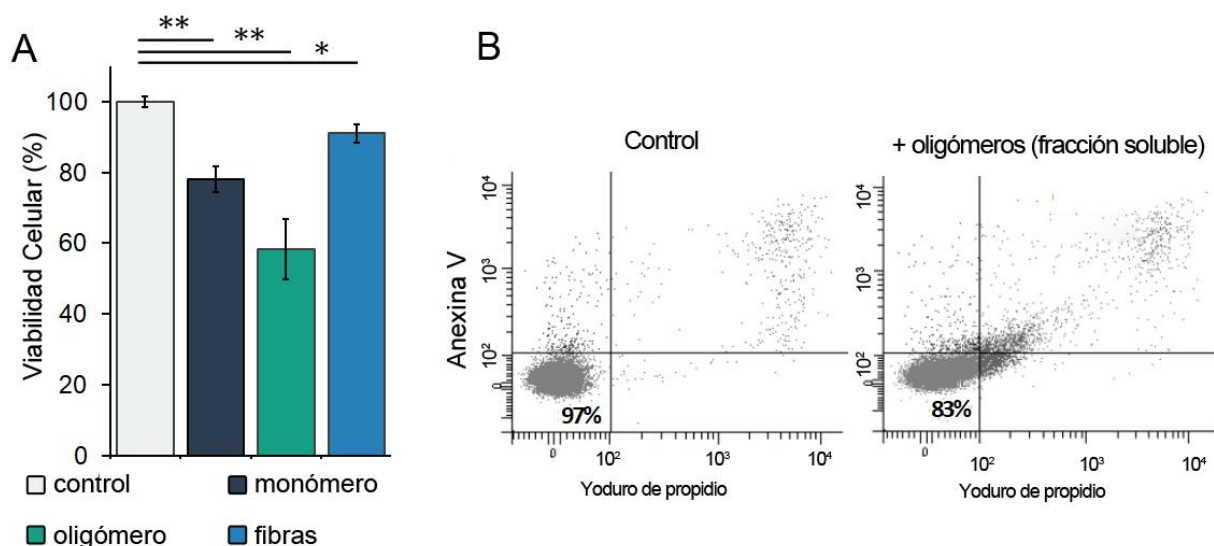 A
** 
**
*
Viabilidad Celular (%)
100
80
60
40
20
0
control
monómero
oligómero
fibras
B
Control
Anexina V
10⁴
10³
10²
0
97%
0
10²
10³
10⁴
Yoduro de propidio
+ oligómeros (fracción soluble)
10⁴
10³
10²
0
83%
0
10²
10³
10⁴
Yoduro de propidio